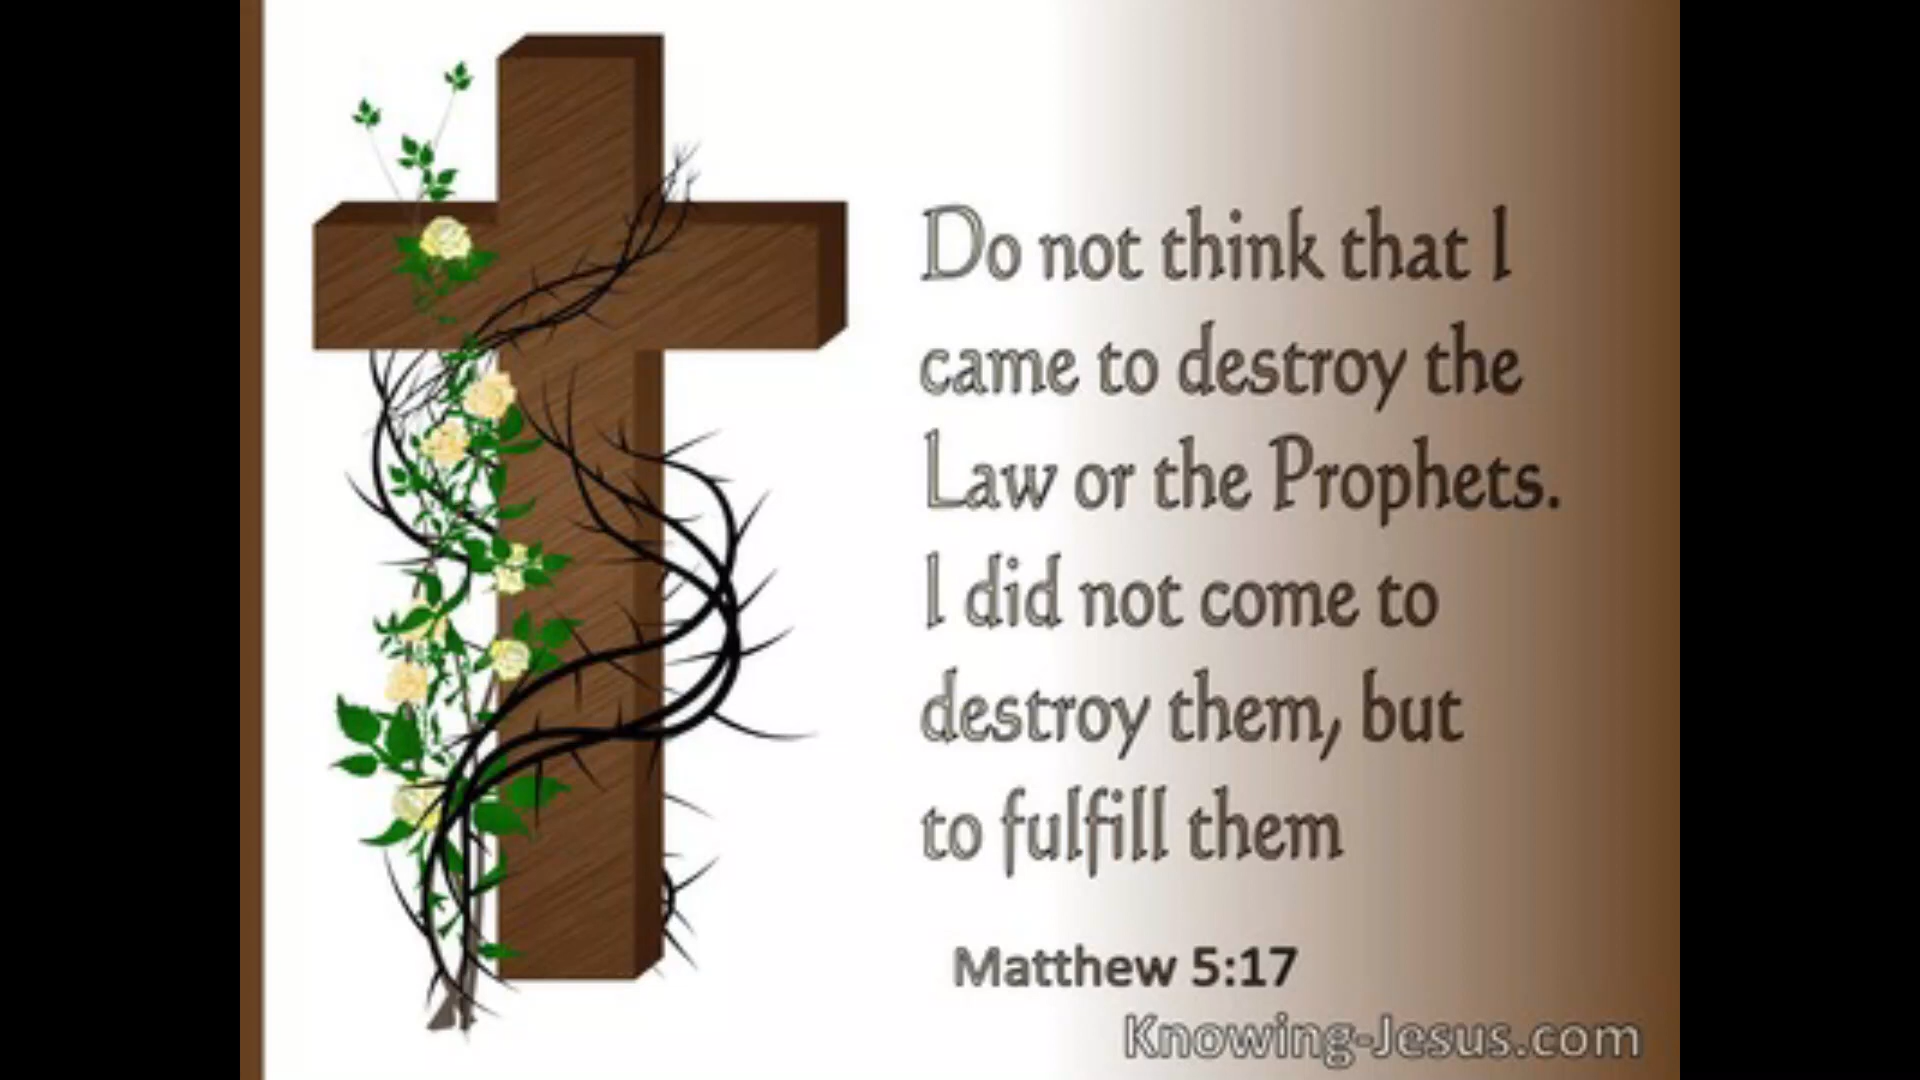 Do not think that I
came to destroy the
Law or the Prophets.
I did not come to
destroy them, but
to fulfill them
Matthew 5:17
Knowing-Jesus.com